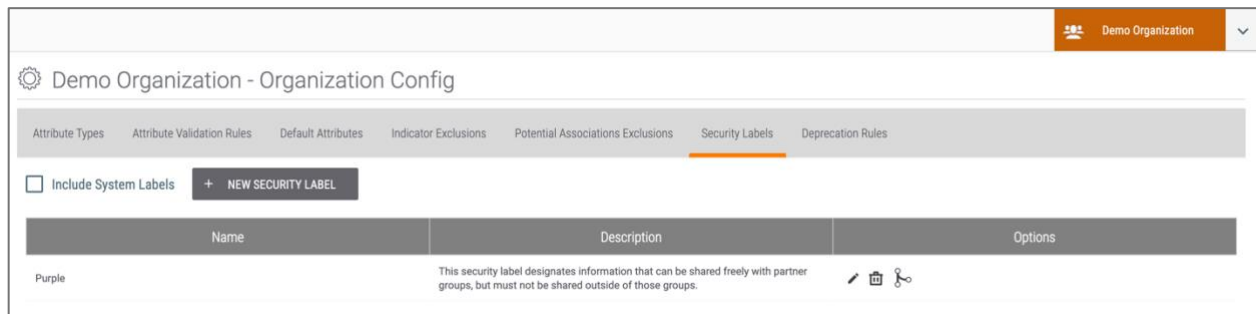 Demo Organization
Demo Organization - Organization Config
Attribute Types Attribute Validation Rules Default Attributes Indicator Exclusions Potential Associations Exclusions Security Labels Deprecation Rules
Include System Labels + NEW SECURITY LABEL
Name Description Options
Purple This security label designates information that can be shared freely with partner
groups, but must not be shared outside of those groups.